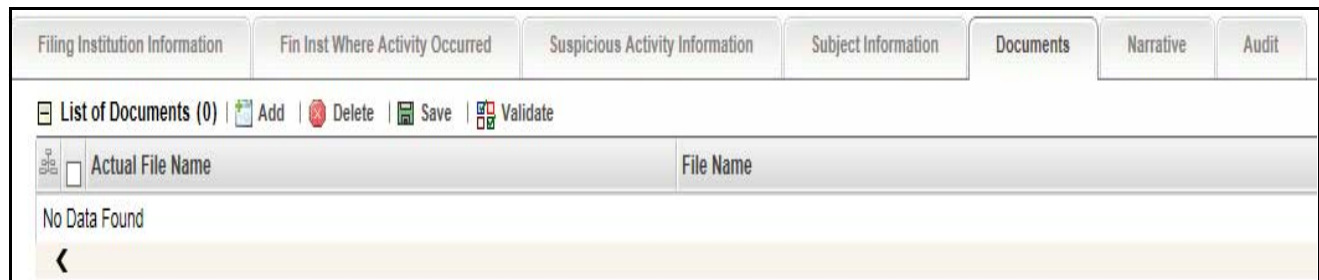 Filing Institution Information Fin Inst Where Activity Occurred Suspicious Activity Information Subject Information Documents Narrative Audit
List of Documents (0) | Add | Delete | Save | Validate
Actual File Name File Name
No Data Found